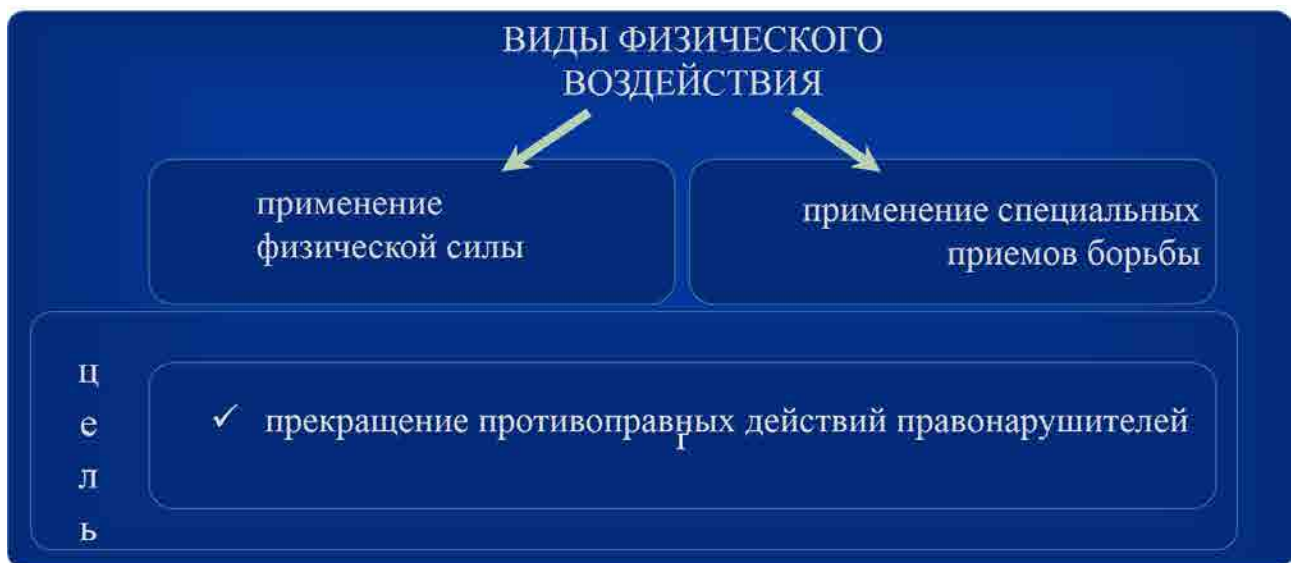 ВИДЫ ФИЗИЧЕСКОГО
ВОЗДЕЙСТВИЯ
применение
физической силы
применение специальных
приемов борьбы
ц
е
л
ь
✓ прекращение противоправных действий правонарушителей